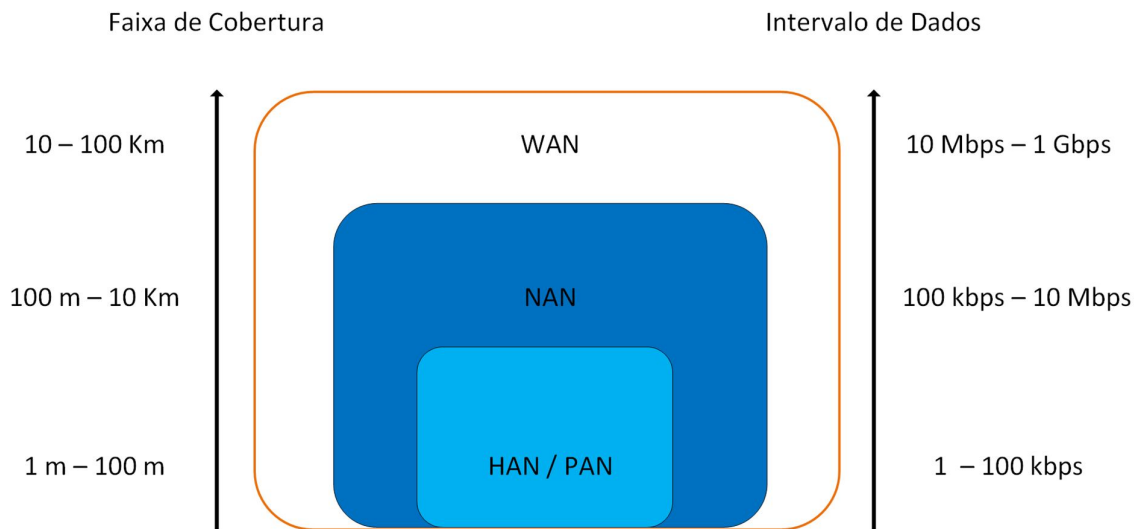 Faixa de Cobertura
Intervalo de Dados
10 – 100 Km
WAN
10 Mbps – 1 Gbps
100 m – 10 Km
NAN
100 kbps – 10 Mbps
1 m – 100 m
HAN / PAN
1 – 100 kbps